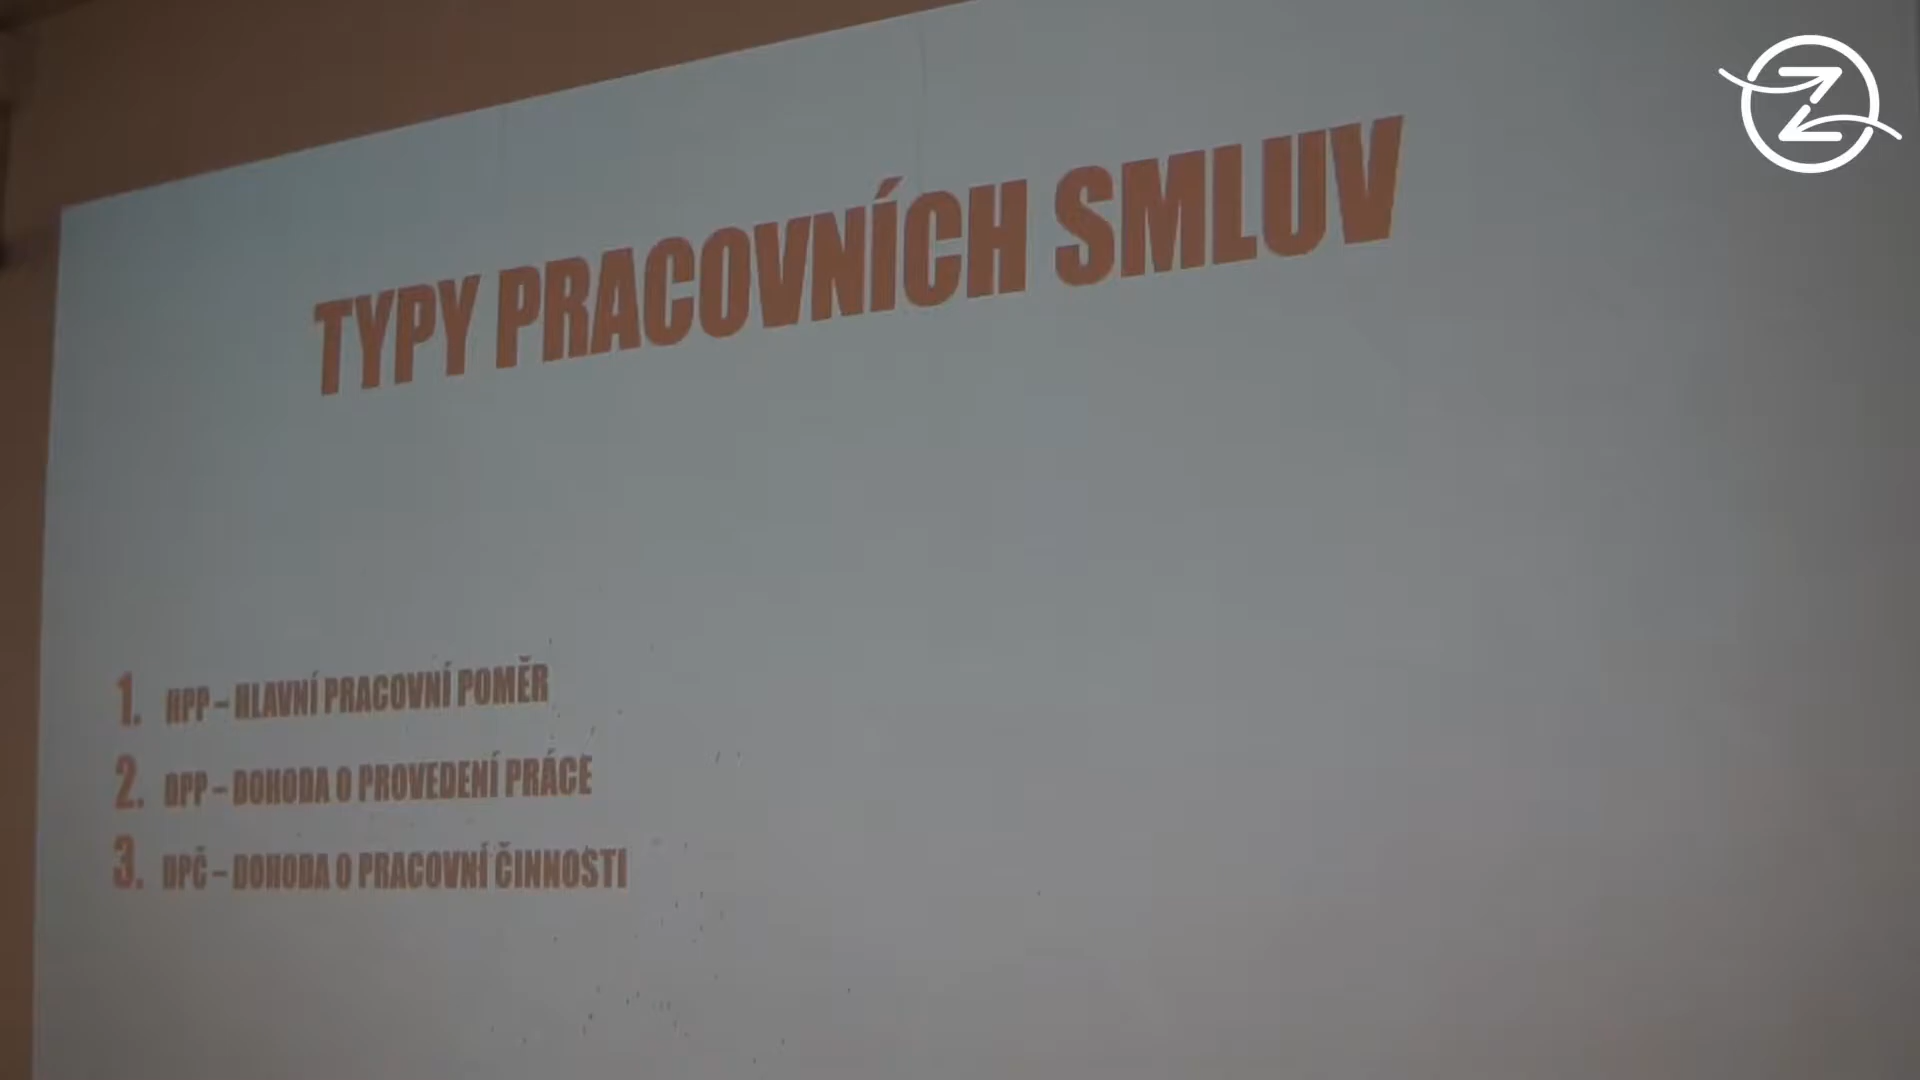 TYPY PRACOVNÍCH SMLUV
1. HPP – HLAVNÍ PRACOVNÍ POMĚR
2. DPP – DOHODA O PROVEDENÍ PRÁCE
3. DPČ – DOHODA O PRACOVNÍ ČINNOSTI